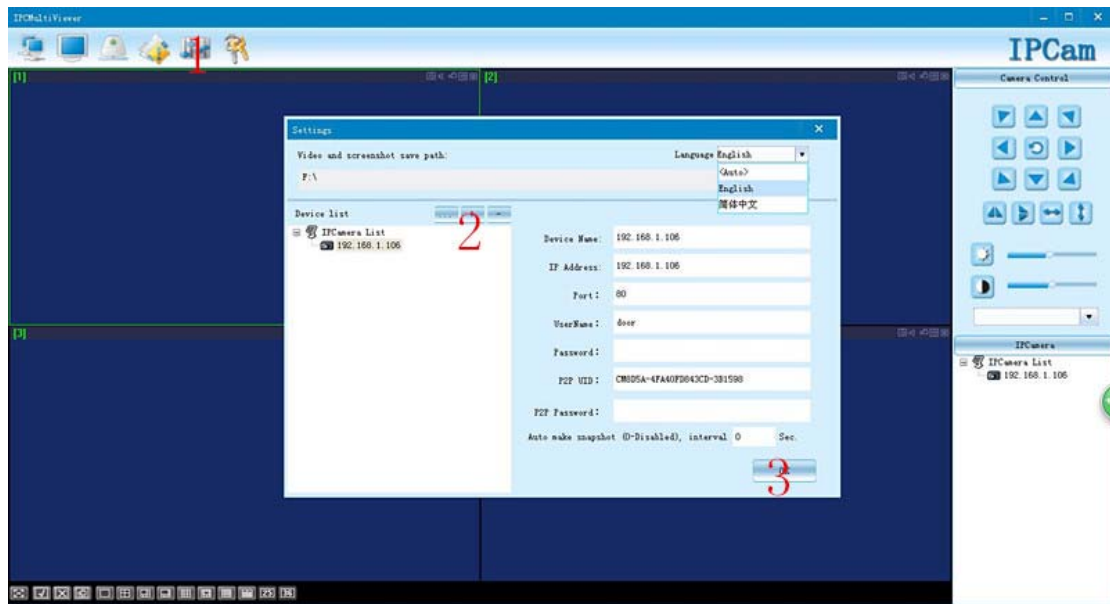 IPCMultiViewer
1
IPCam
[1]
[2]
Camera Control
Settings
Video and screenshot save path:
Language English
<Auto>
F:\
English
简体中文
Device list
2
IPCamera List
192.168.1.106
Device Name: 192.168.1.106
IP Address: 192.168.1.106
Port: 80
UserName: door
Password:
P2P UID:
P2P Password:
Auto make snapshot (0-Disabled), interval 0 Sec.
3
[3]
IPCamera
IPCamera List
192.168.1.106